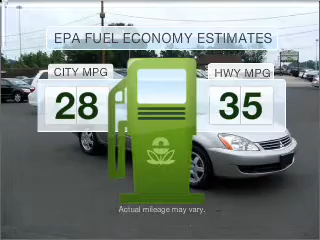 EPA FUEL ECONOMY ESTIMATES
CITY MPG
HWY MPG
28
35
Actual mileage may vary.